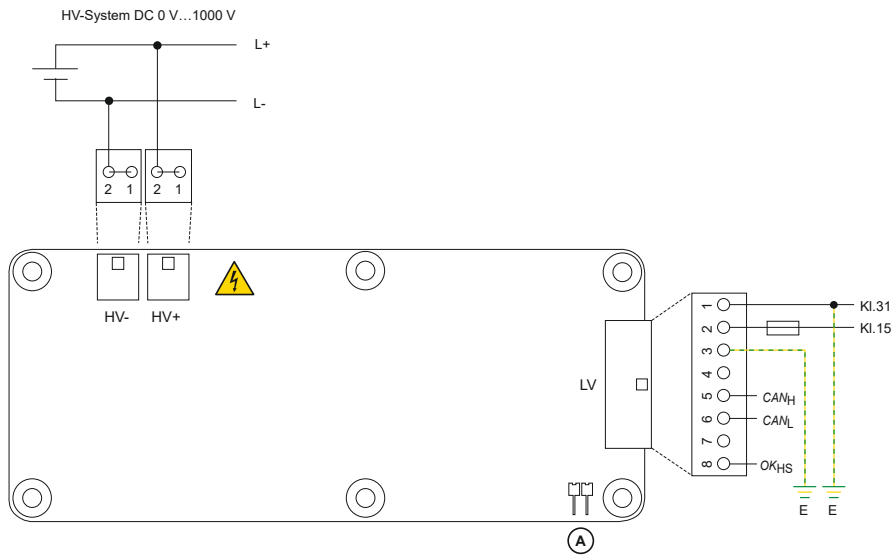 HV-System DC 0 V...1000 V
L+
L-
2 1 2 1
HV- HV+
LV
1
2
3
4
5
6
7
8
Kl.31
Kl.15
CANH
CANL
OKHS
E E
A